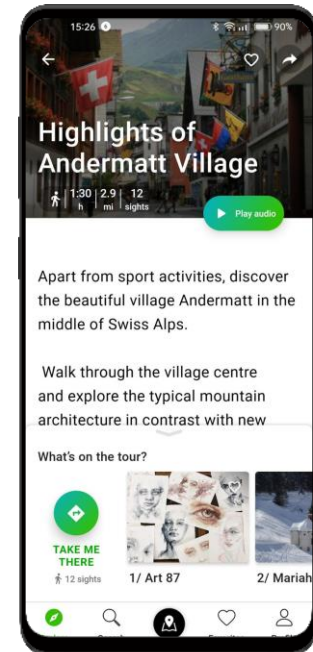 15:26
90%
Highlights of
Andermatt Village
1:30 2.9 12
h mi sights
Play audio
Apart from sport activities, discover
the beautiful village Andermatt in the
middle of Swiss Alps.
Walk through the village centre
and explore the typical mountain
architecture in contrast with new
What's on the tour?
TAKE ME
THERE
12 sights
1/ Art 87
2/ Mariah